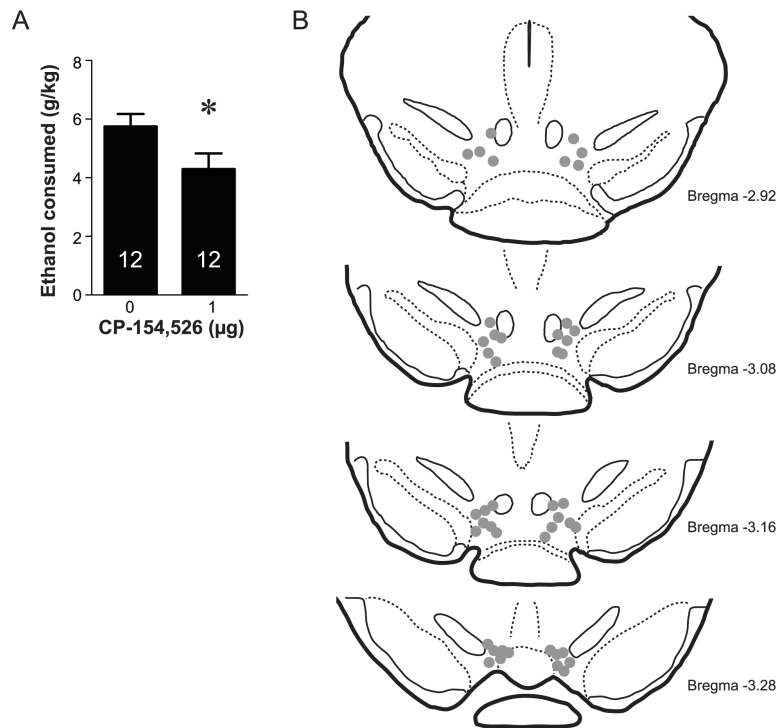 A
B
8
6
4
2
0
Ethanol consumed (g/kg)
*
12
12
0
1
CP-154,526 (µg)
Bregma -2.92
Bregma -3.08
Bregma -3.16
Bregma -3.28